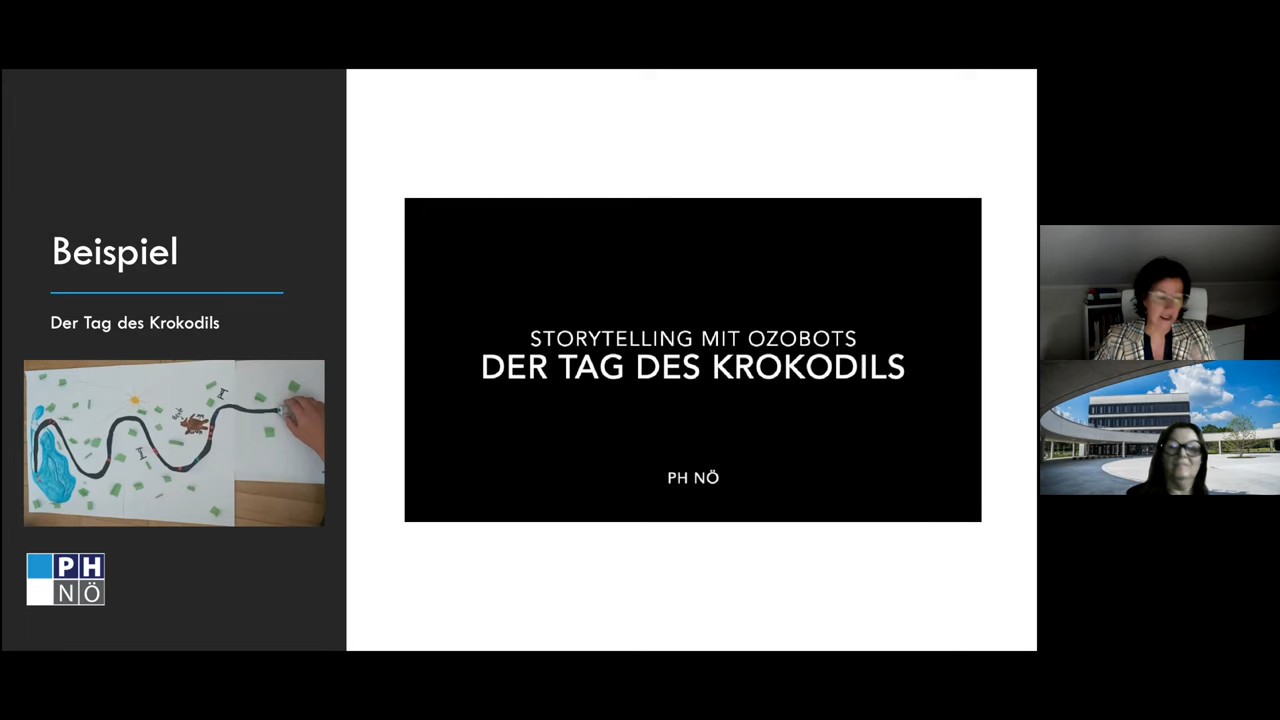 Beispiel
Der Tag des Krokodils
PH
NÖ
STORYTELLING MIT OZOBOTS
DER TAG DES KROKODILS
PH NÖ